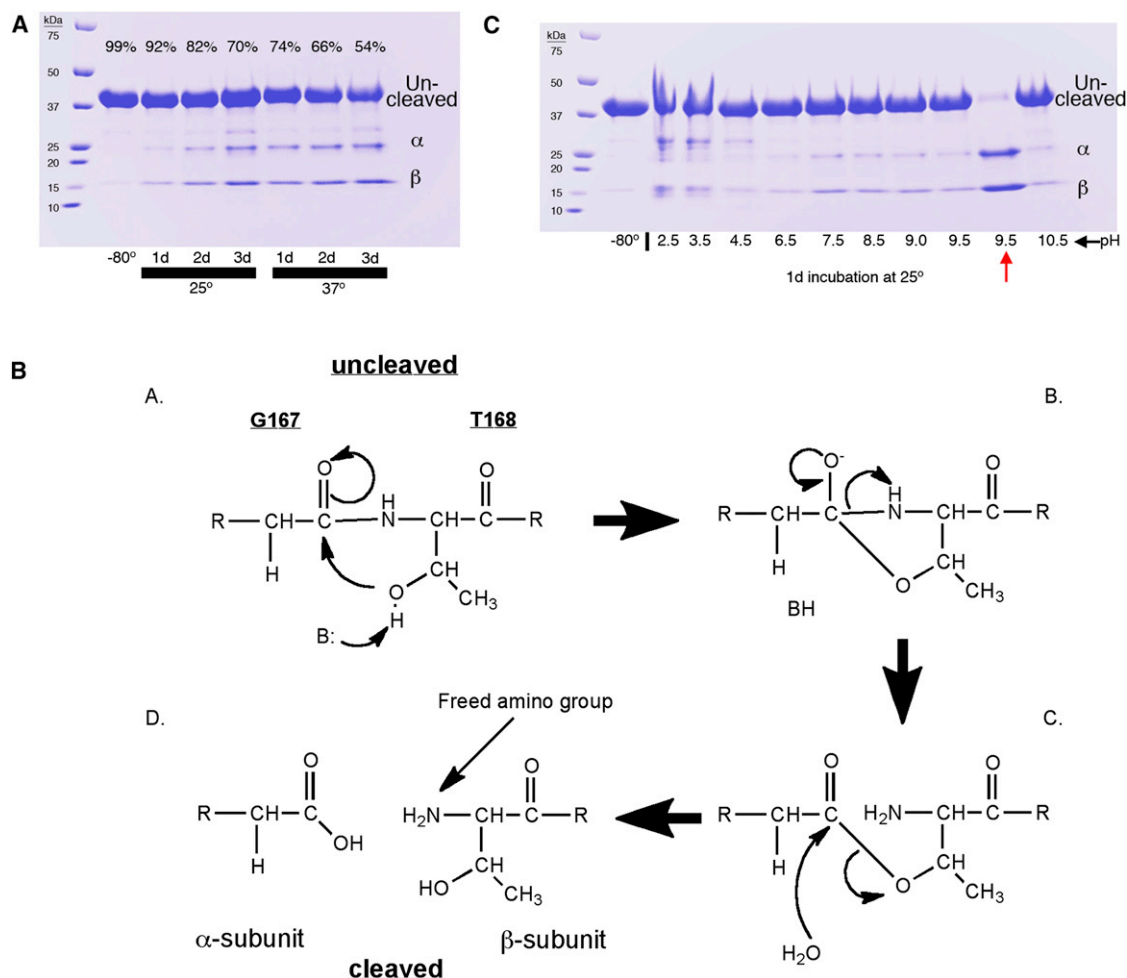 A
kDa
75
50
37
25
20
15
10
99% 92% 82% 70% 74% 66% 54%
Un-
cleaved
α
β
-80° 1d 2d 3d 1d 2d 3d
25° 37°
C
kDa
75
50
37
25
20
15
10
Un-
cleaved
α
β
-80° 2.5 3.5 4.5 6.5 7.5 8.5 9.0 9.5 9.5 10.5 pH
1d incubation at 25°
B
uncleaved
A.
G167 T168
O O
H
R CH C N CH C R
H CH
O CH3
H
B:
B.
O-
H O
R CH C N CH C R
H CH
O CH3
BH
D.
Freed amino group
O O
R CH C H2N CH C R
OH
H CH
HO CH3
α-subunit β-subunit
cleaved
C.
O O
R CH C H2N CH C R
H CH
O CH3
H2O